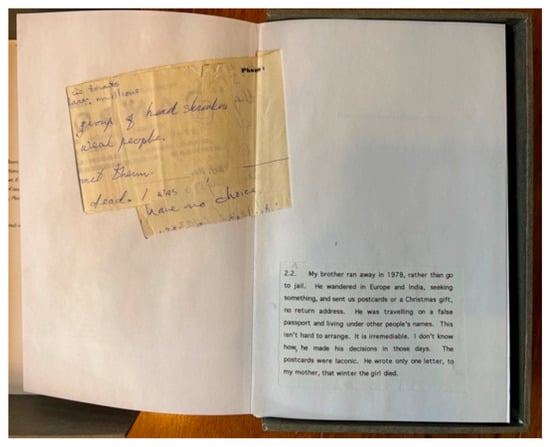 Phone:
group of head shrinkers
weak people.
met them.
dead. I was
have no choice
2.2. My brother ran away in 1978, rather than go
to jail. He wandered in Europe and India, seeking
something, and sent us postcards or a Christmas gift,
no return address. He was travelling on a false
passport and living under other people's names. This
isn't hard to arrange. It is irremediable. I don't know
how he made his decisions in those days. The
postcards were laconic. He wrote only one letter, to
my mother, that winter the girl died.